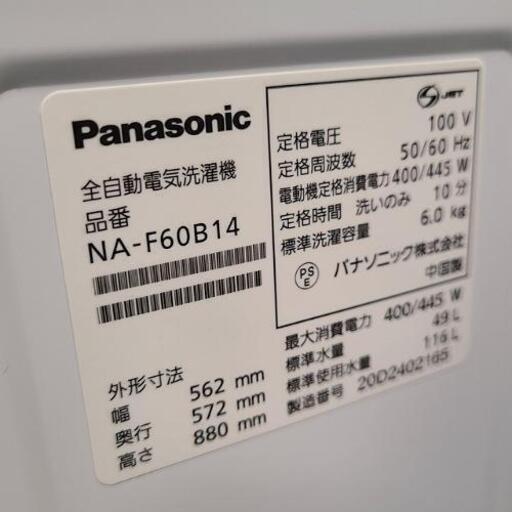 Panasonic
全自動電気洗濯機
品番
NA-F60B14
外形寸法
幅 562 mm
奥行 572 mm
高さ 880 mm
JET
定格電圧 100 V
定格周波数 50/60 Hz
電動機定格消費電力 400/445 W
定格時間 洗いのみ 10 分
標準洗濯容量 6.0 kg
PS
E
パナソニック株式会社
中国製
最大消費電力 400/445 W
標準水量 49 L
標準使用水量 116 L
製造番号 20D2402165